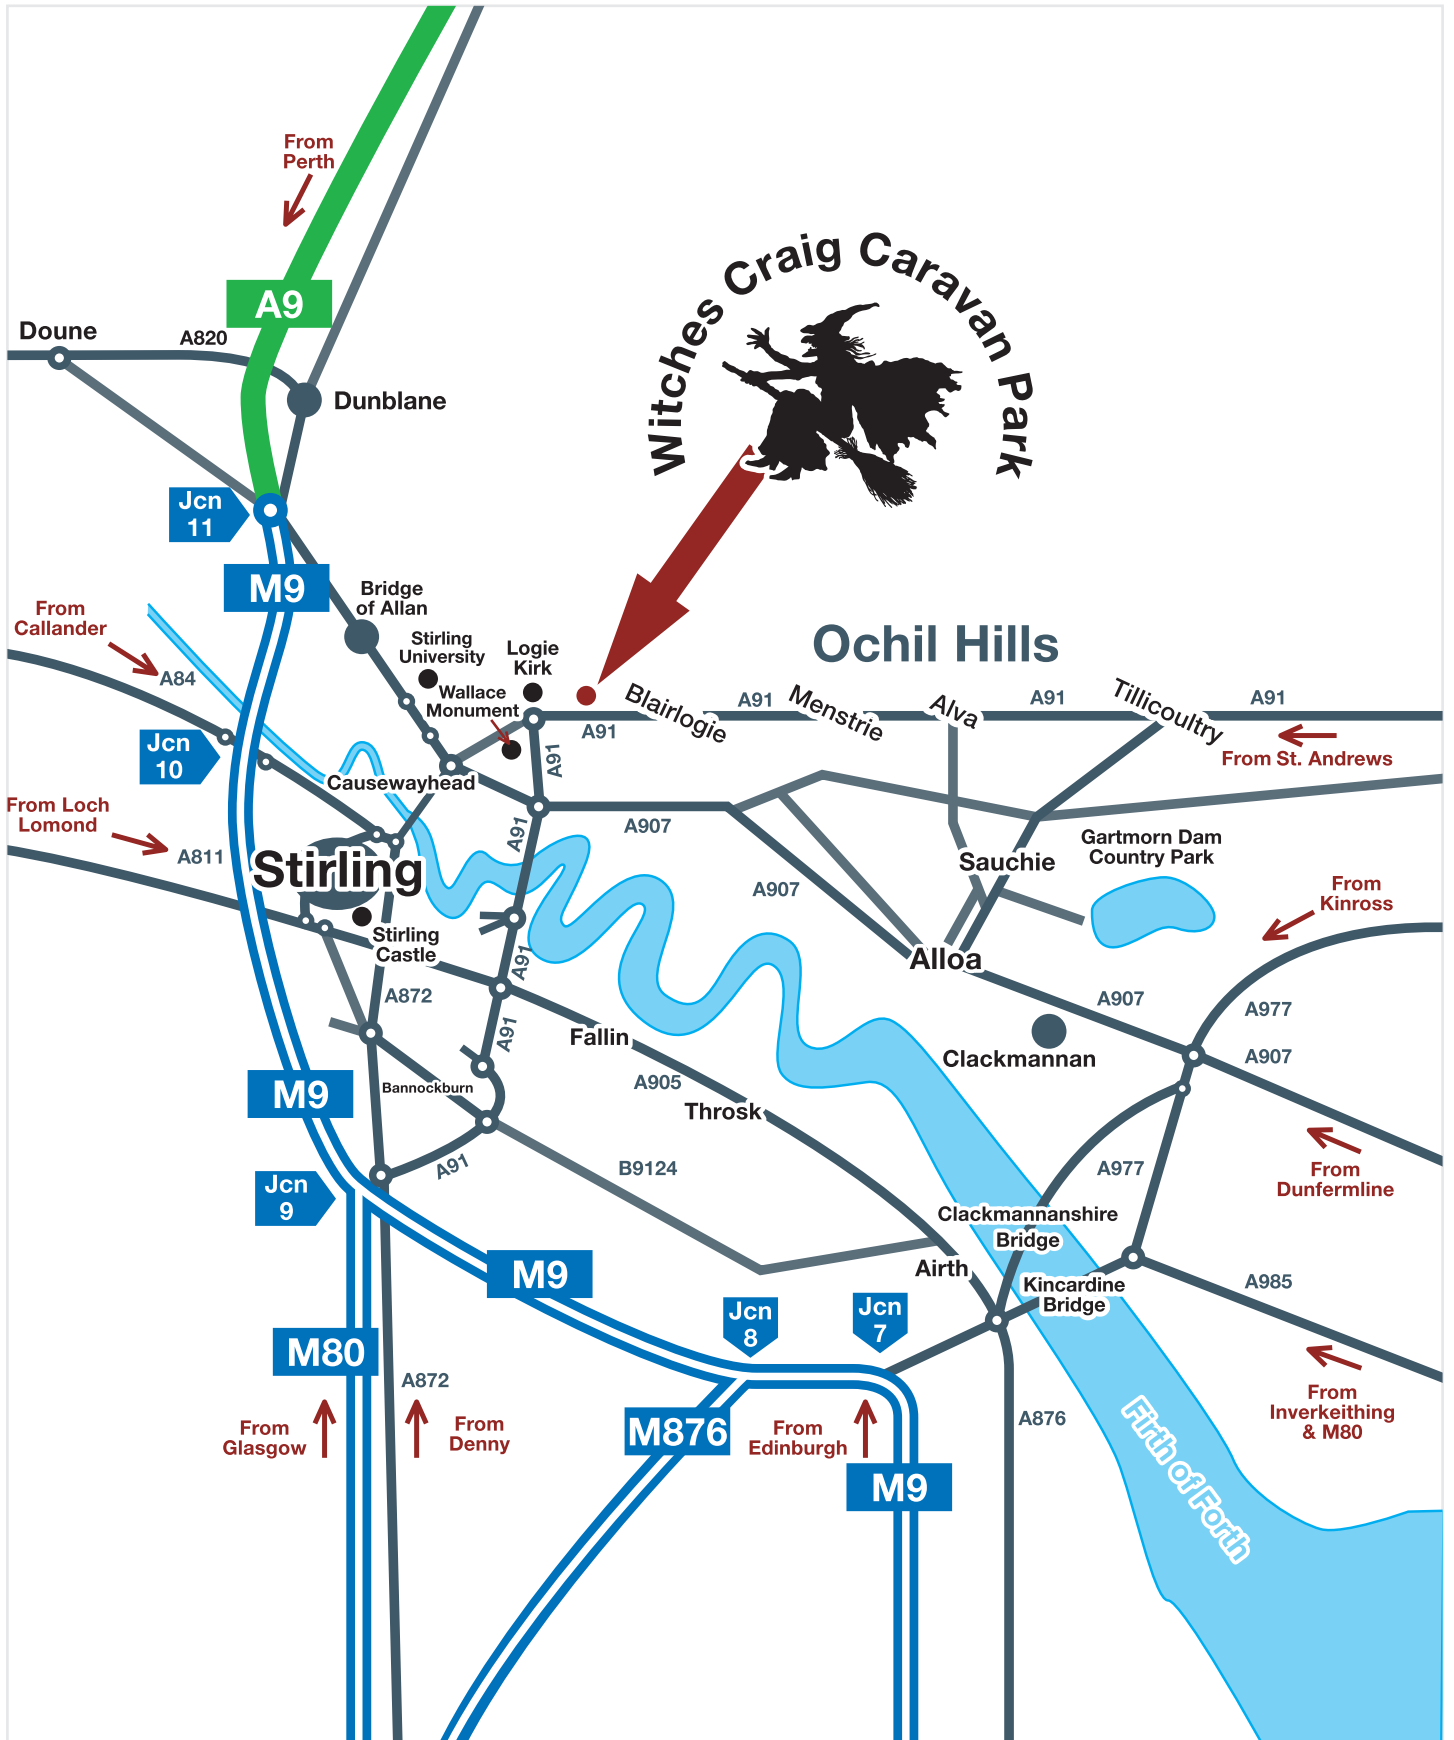 From
Perth
A9
Doune
A820
Dunblane
Witches Craig Caravan Park
Jcn
11
M9
Bridge
of Allan
From
Callander
A84
Stirling
University
Logie
Kirk
Wallace
Monument
Ochil Hills
A91
Blairlogie
A91
Menstrie
Alva
A91
Tillicoultry
A91
From St. Andrews
Jcn
10
A91
Causewayhead
From Loch
Lomond
A811
A91
A907
Gartmorn Dam
Country Park
Sauchie
Stirling
A907
From
Kinross
Stirling
Castle
A91
Alloa
A872
A907
A977
A91
Fallin
Clackmannan
A907
Bannockburn
A905
M9
Throsk
From
Dunfermline
A91
B9124
A977
Jcn
9
Clackmannanshire
Bridge
M9
Airth
Kincardine
Bridge
A985
Jcn
8
Jcn
7
M80
A872
From
Glasgow
From
Denny
M876
From
Edinburgh
A876
From
Inverkeithing
& M80
M9
Firth of Forth